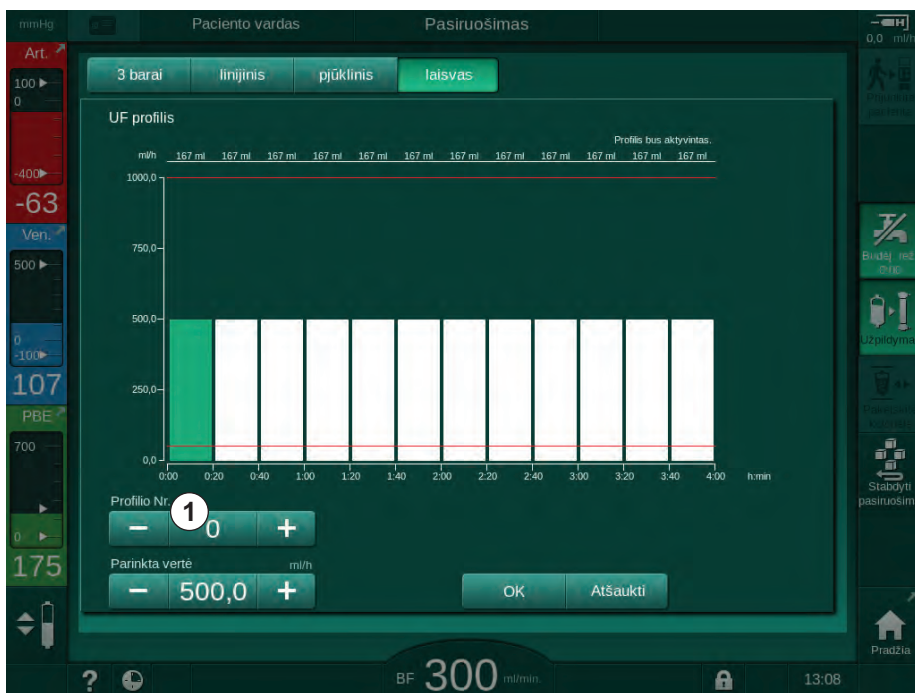 mmHg
Paciento vardas
Pasiruošimas
0,0 ml/h
Art.
100
0
-400
-63
Ven.
500
0
-100
107
PBE
700
0
175
3 barai
linijinis
pjūklinis
laisvas
UF profilis
Profilis bus aktyvintas.
ml/h
167 ml 167 ml 167 ml 167 ml 167 ml 167 ml 167 ml 167 ml 167 ml 167 ml 167 ml 167 ml
1000,0
750,0
500,0
250,0
0,0
0:00 0:20 0:40 1:00 1:20 1:40 2:00 2:20 2:40 3:00 3:20 3:40 4:00 h:min
Profilio Nr.
1
− 0 +
Parinkta vertė ml/h
− 500,0 +
OK
Atšaukti
Budėj. rež
0:00
Užpildyma
Stabdyti
pasiruošim
Pradžia
?
BF 300 ml/min.
13:08